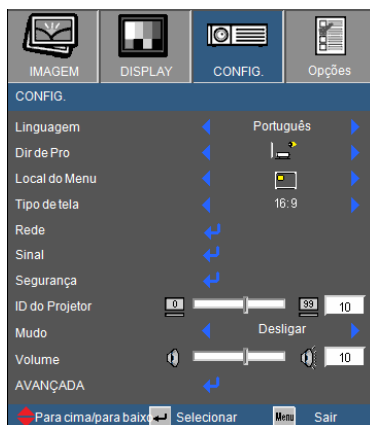 IMAGEM DISPLAY CONFIG. Opções
CONFIG.
Linguagem Português
Dir de Pro
Local do Menu
Tipo de tela 16:9
Rede
Sinal
Segurança
ID do Projetor 0 99 10
Mudo Desligar
Volume 10
AVANÇADA
Para cima/para baixo Selecionar Menu Sair